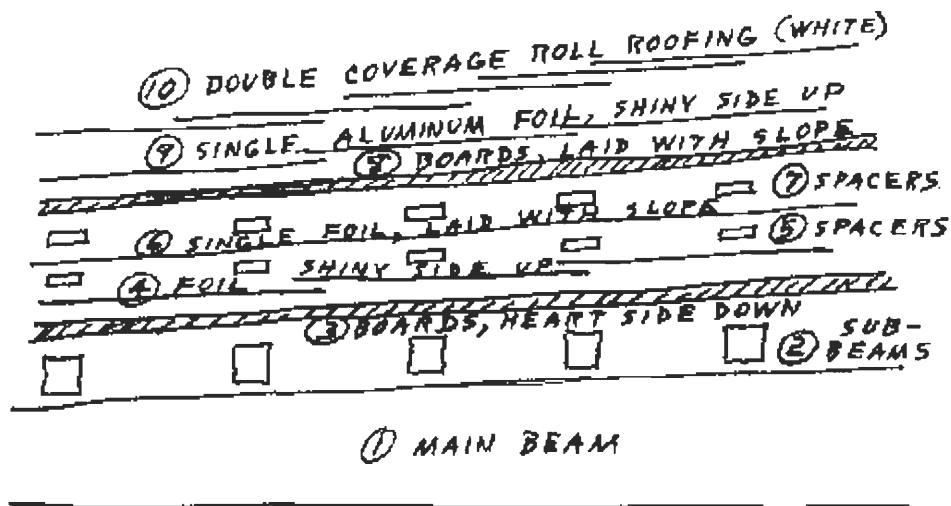 ⑩ DOUBLE COVERAGE ROLL ROOFING (WHITE)
⑨ SINGLE ALUMINUM FOIL, SHINY SIDE UP
⑧ BOARDS, LAID WITH SLOPE
⑦ SPACERS
⑥ SINGLE FOIL, LAID WITH SLOPE
⑤ SPACERS
④ FOIL SHINY SIDE UP
③ BOARDS, HEART SIDE DOWN
② SUB-
BEAMS
① MAIN BEAM